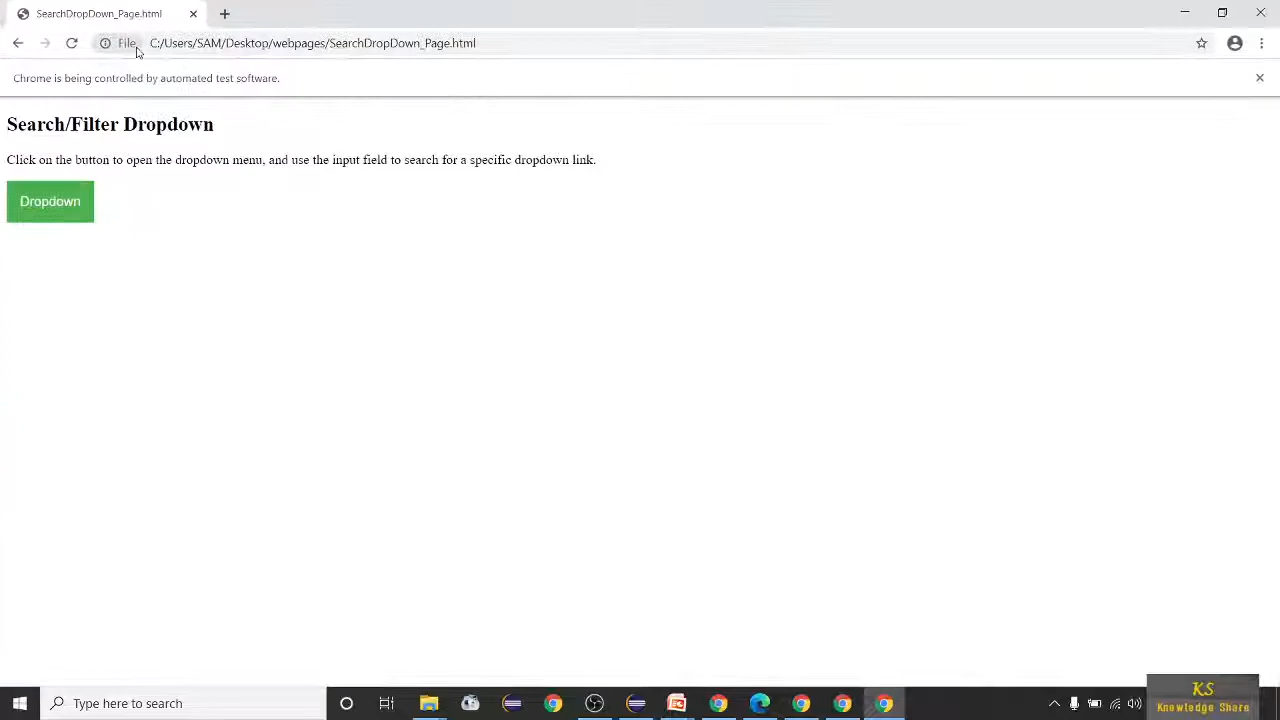 SearchDropDown_Page.html
File C:/Users/SAM/Desktop/webpages/SearchDropDown_Page.html
Chrome is being controlled by automated test software.
Search/Filter Dropdown
Click on the button to open the dropdown menu, and use the input field to search for a specific dropdown link.
Dropdown
Type here to search
KS
Knowledge Share